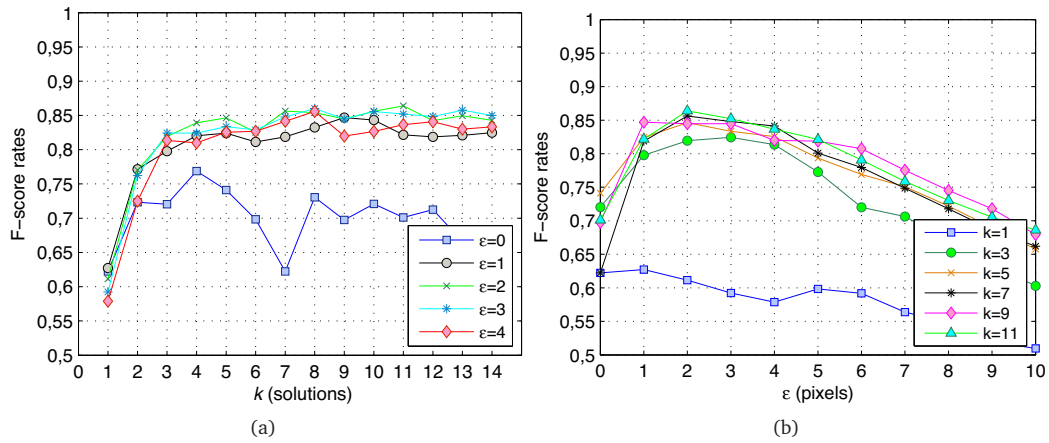 1
0,95
0,9
0,85
0,8
0,75
0,7
0,65
0,6
0,55
0,5
F-score rates
0 1 2 3 4 5 6 7 8 9 10 11 12 13 14
k (solutions)
ε=0
ε=1
ε=2
ε=3
ε=4
(a)
1
0,95
0,9
0,85
0,8
0,75
0,7
0,65
0,6
0,55
0,5
F-score rates
0 1 2 3 4 5 6 7 8 9 10
ε (pixels)
k=1
k=3
k=5
k=7
k=9
k=11
(b)